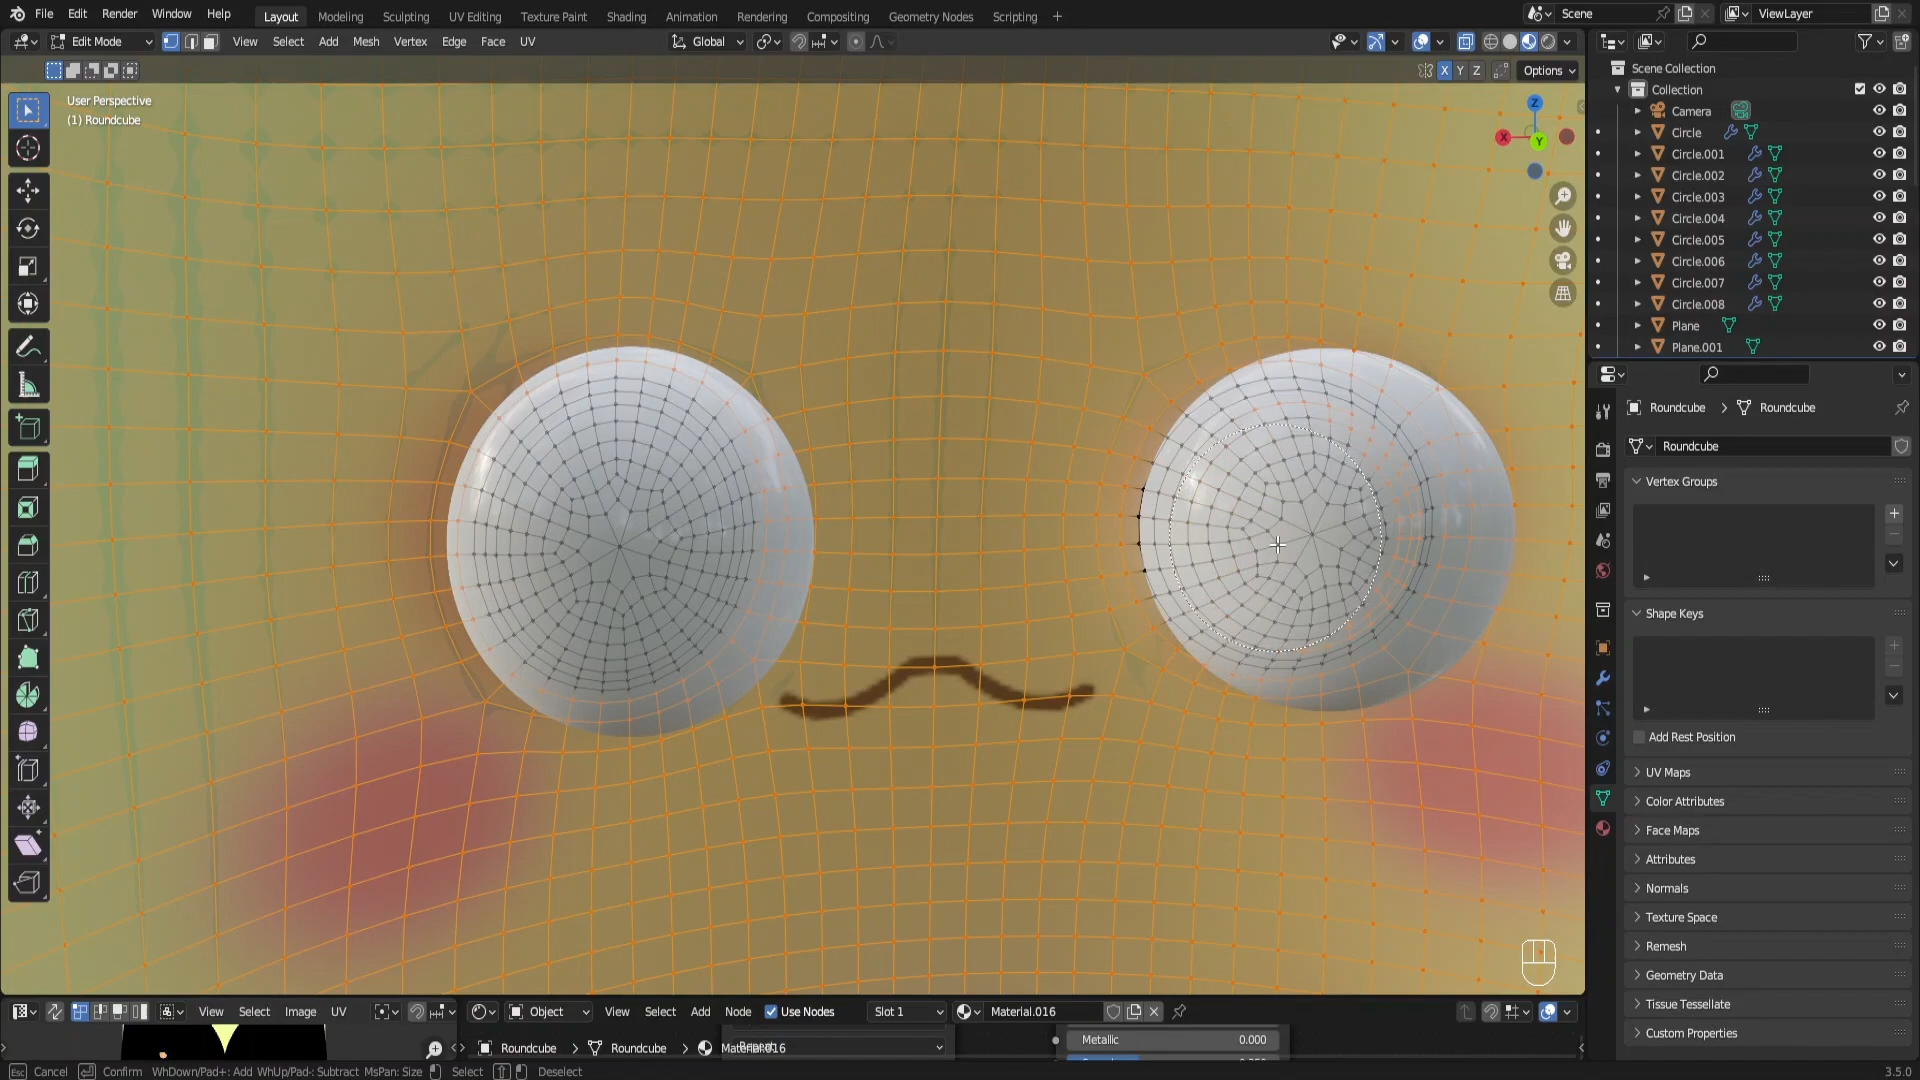 File Edit Render Window Help Layout Modeling Sculpting UV Editing Texture Paint Shading Animation Rendering Compositing Geometry Nodes Scripting + Scene ViewLayer
Edit Mode View Select Add Mesh Vertex Edge Face UV Global
X Y Z Options
User Perspective
(1) Roundcube
Z
X
Y
Scene Collection
Collection
Camera
Circle
Circle.001
Circle.002
Circle.003
Circle.004
Circle.005
Circle.006
Circle.007
Circle.008
Plane
Plane.001
Roundcube > Roundcube
Roundcube
Vertex Groups
Shape Keys
Add Rest Position
UV Maps
Color Attributes
Face Maps
Attributes
Normals
Texture Space
Remesh
Geometry Data
Tissue Tessellate
Custom Properties
View Select Image UV Object View Select Add Node Use Nodes Slot 1 Material.016
Roundcube > Roundcube > Material.016
Metallic 0.000
Esc Cancel Confirm WhDown/Pad+: Add WhUp/Pad-: Subtract MsPan: Size Select Deselect 3.5.0